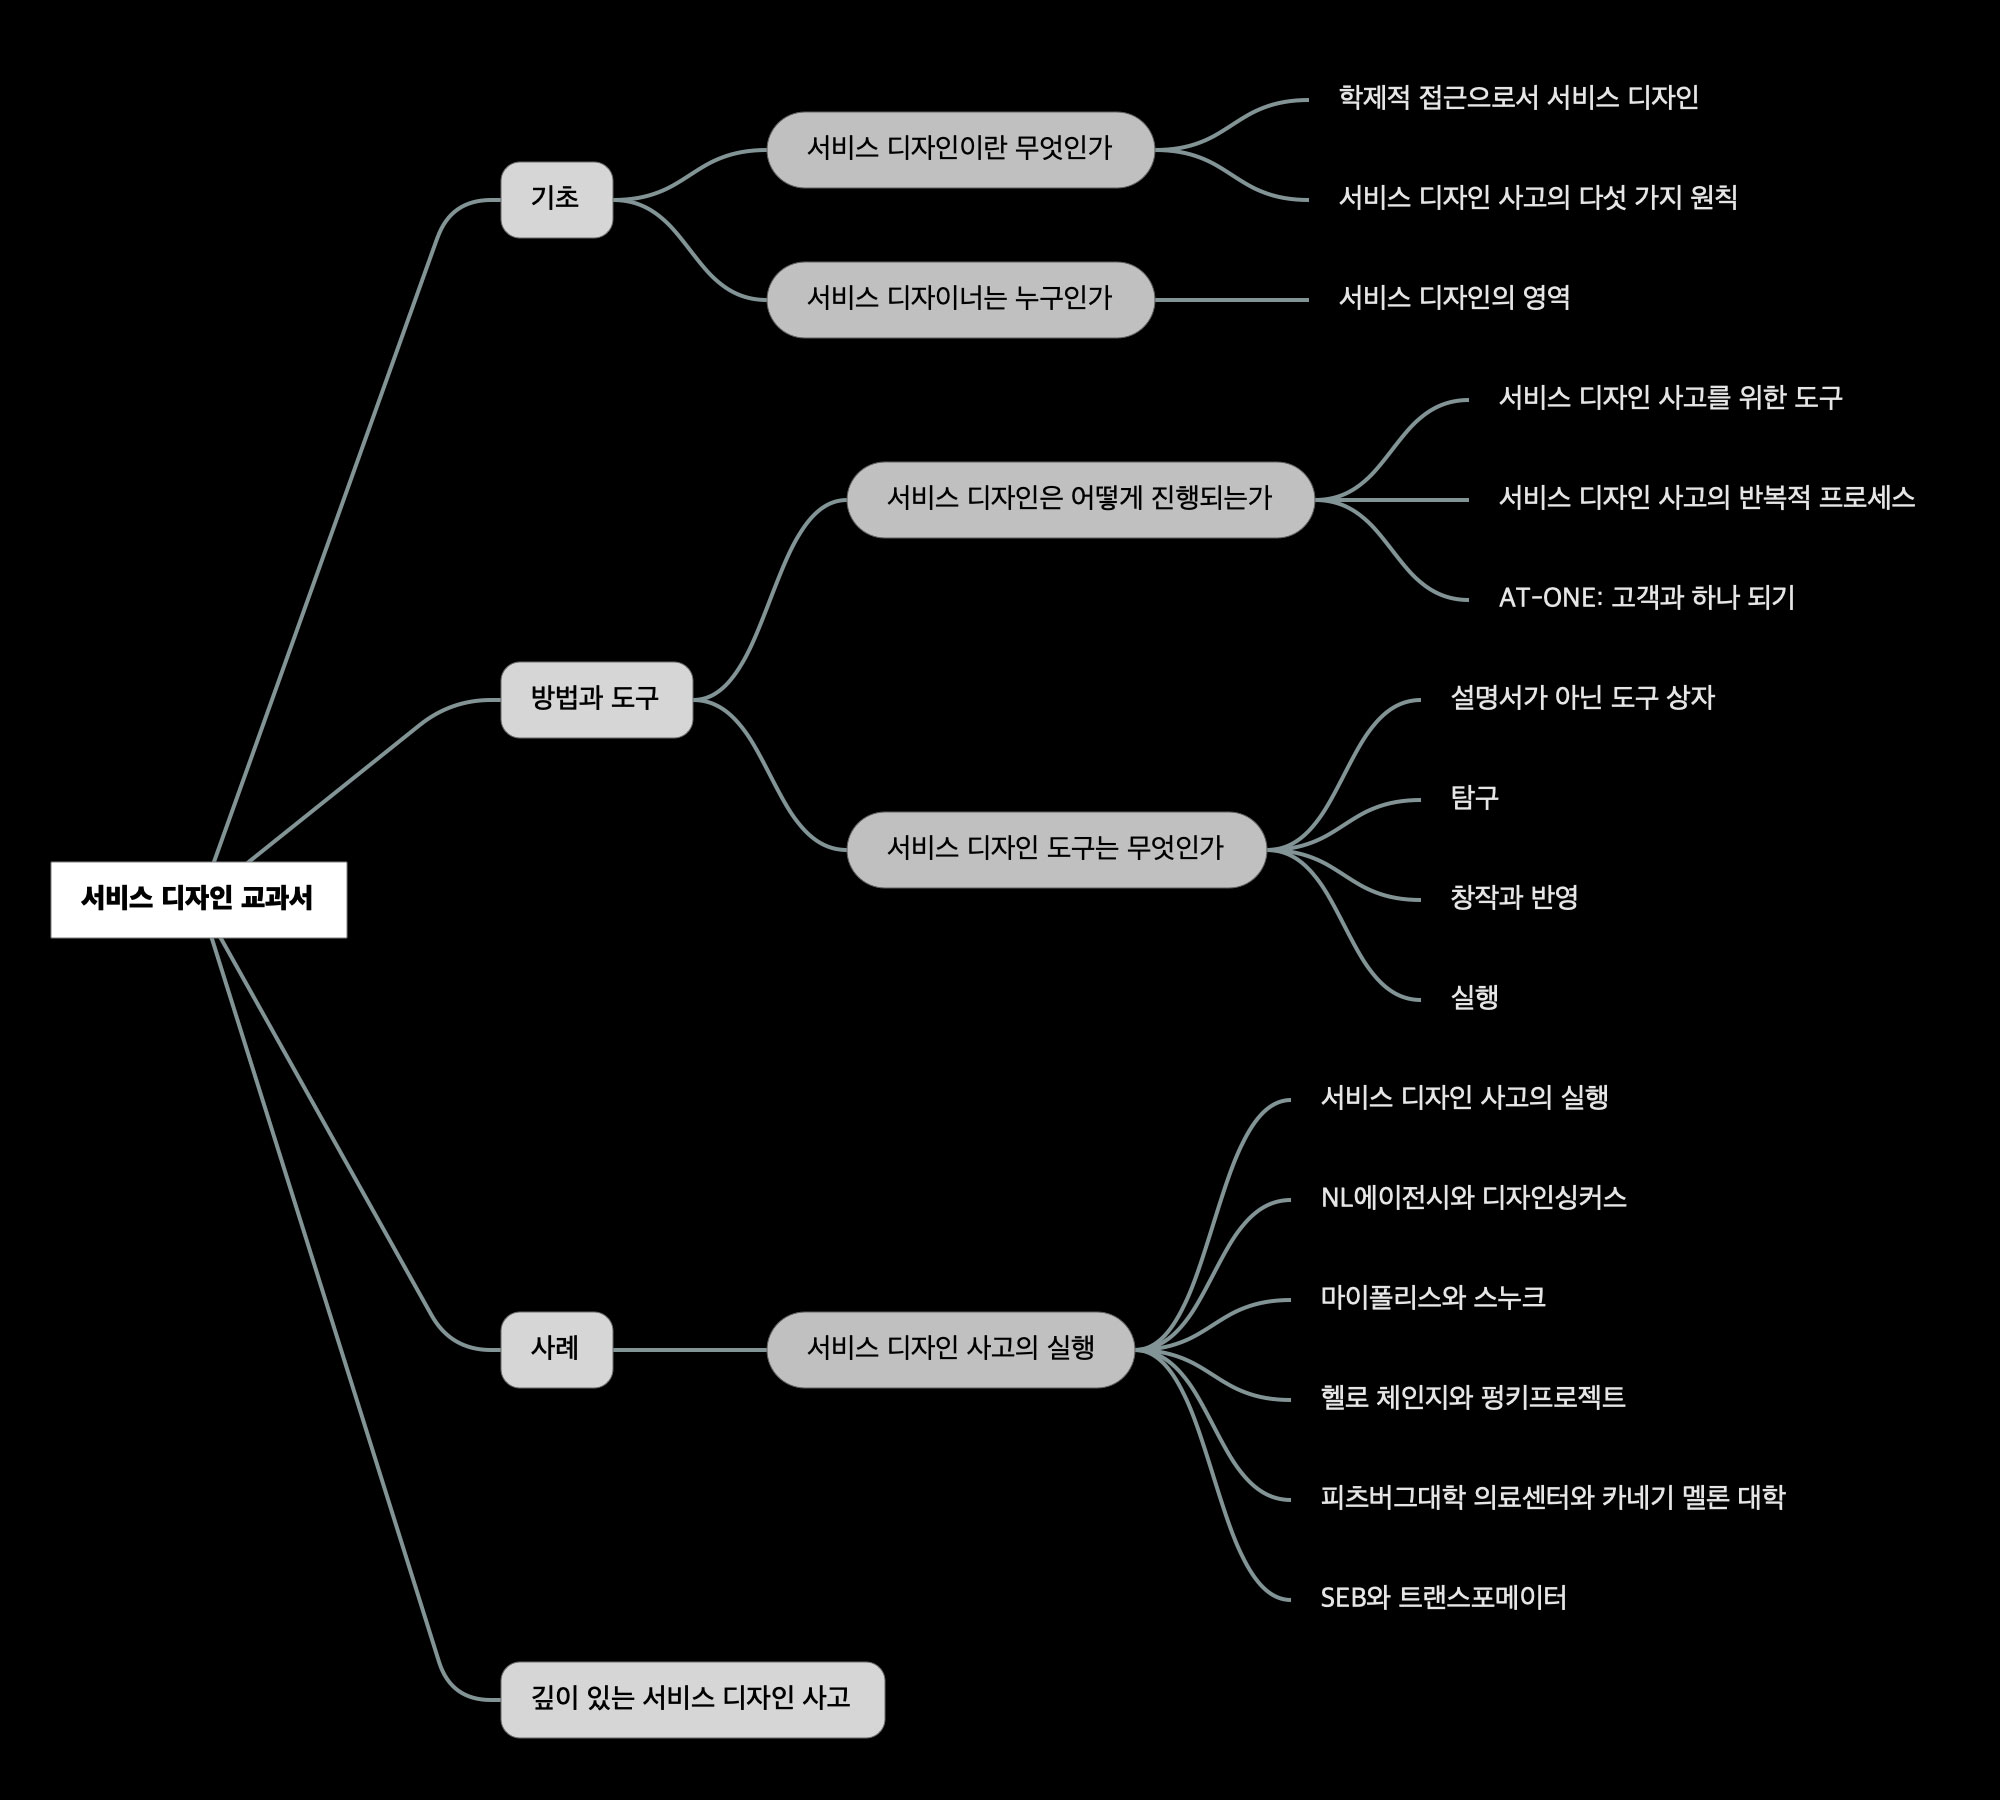 서비스 디자인 교과서
기초
서비스 디자인이란 무엇인가
학제적 접근으로서 서비스 디자인
서비스 디자인 사고의 다섯 가지 원칙
서비스 디자이너는 누구인가
서비스 디자인의 영역
방법과 도구
서비스 디자인은 어떻게 진행되는가
서비스 디자인 사고를 위한 도구
서비스 디자인 사고의 반복적 프로세스
AT-ONE: 고객과 하나 되기
서비스 디자인 도구는 무엇인가
설명서가 아닌 도구 상자
탐구
창작과 반영
실행
사례
서비스 디자인 사고의 실행
서비스 디자인 사고의 실행
NL에이전시와 디자인싱커스
마이폴리스와 스누크
헬로 체인지와 펑키프로젝트
피츠버그대학 의료센터와 카네기 멜론 대학
SEB와 트랜스포메이터
깊이 있는 서비스 디자인 사고